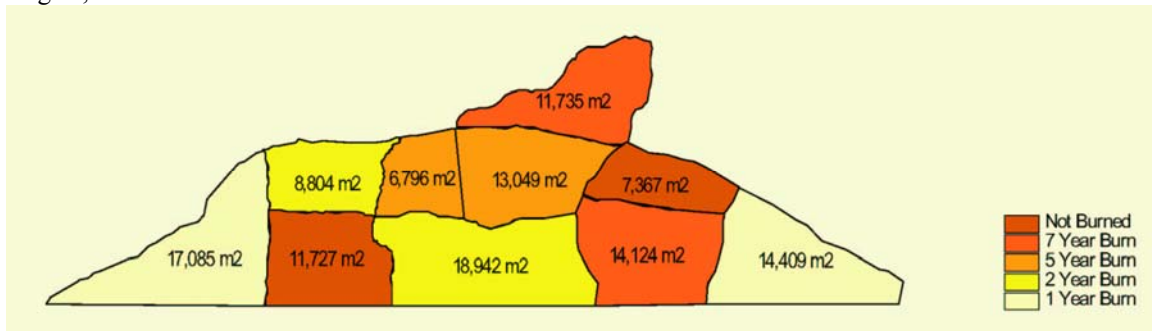 11,735 m2
8,804 m2
6,796 m2
13,049 m2
7,367 m2
17,085 m2
11,727 m2
18,942 m2
14,124 m2
14,409 m2
Not Burned
7 Year Burn
5 Year Burn
2 Year Burn
1 Year Burn